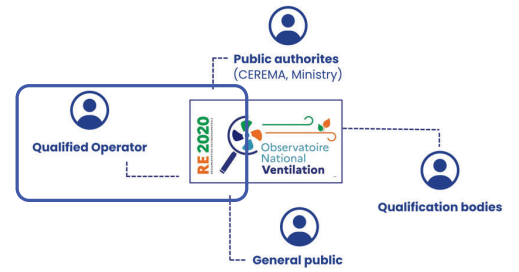 Public authorites
(CEREMA, Ministry)
Qualified Operator
RE 2020
Observatoire
National
Ventilation
Qualification bodies
General public